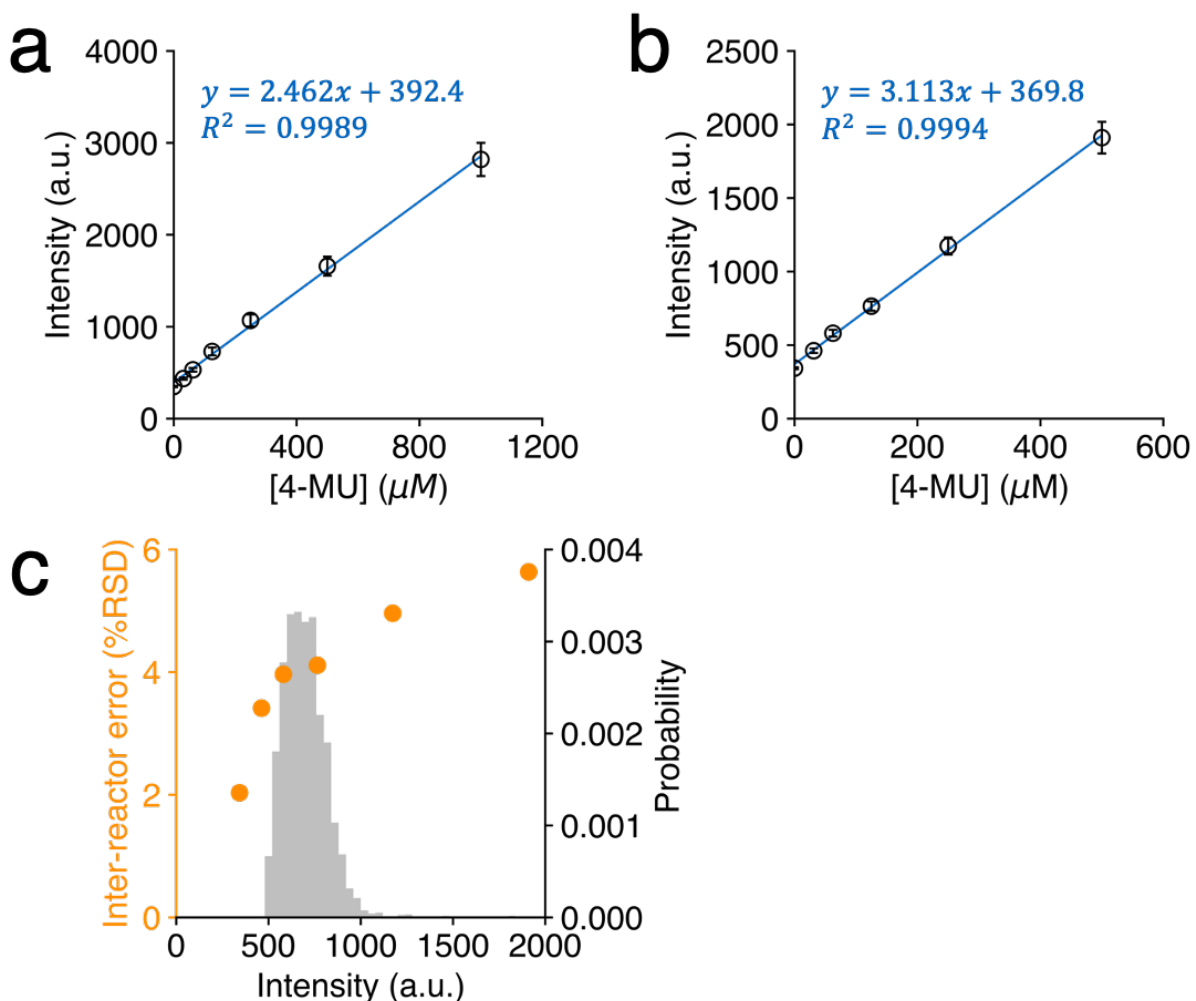 a
4000
3000
2000
1000
0
Intensity (a.u.)
y = 2.462x + 392.4
R² = 0.9989
0 400 800 1200
[4-MU] (μM)
b
2500
2000
1500
1000
500
0
Intensity (a.u.)
y = 3.113x + 369.8
R² = 0.9994
0 200 400 600
[4-MU] (μM)
c
6
4
2
0
Inter-reactor error (%RSD)
0.004
0.003
0.002
0.001
0.000
Probability
0 500 1000 1500 2000
Intensity (a.u.)